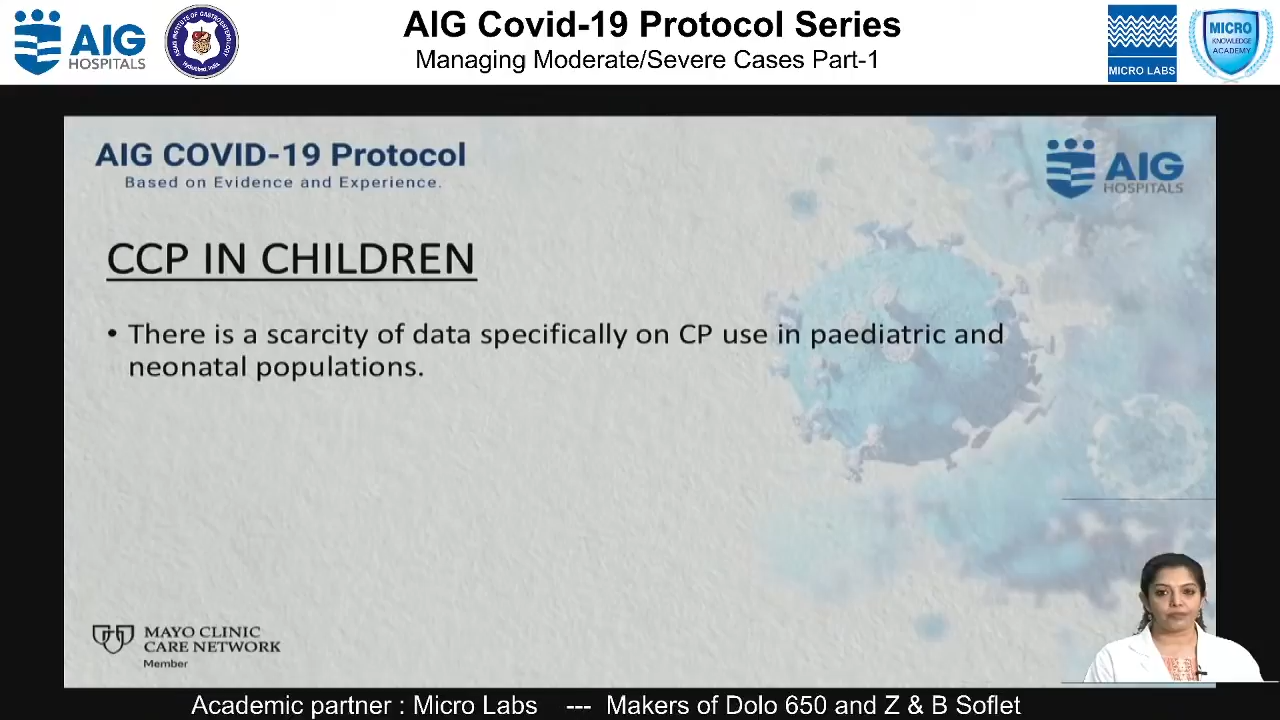 AIG
HOSPITALS
AIG Covid-19 Protocol Series
Managing Moderate/Severe Cases Part-1
MICRO LABS
MICRO
KNOWLEDGE
ACADEMY
AIG COVID-19 Protocol
Based on Evidence and Experience.
AIG
HOSPITALS
CCP IN CHILDREN
• There is a scarcity of data specifically on CP use in paediatric and
neonatal populations.
MAYO CLINIC
CARE NETWORK
Member
Academic partner : Micro Labs --- Makers of Dolo 650 and Z & B Soflet